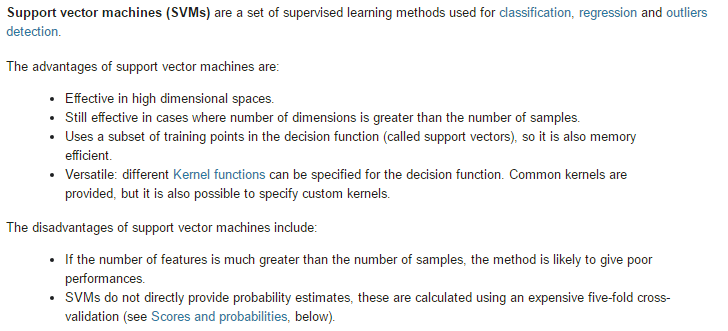 Support vector machines (SVMs) are a set of supervised learning methods used for classification, regression and outliers
detection.
The advantages of support vector machines are:
• Effective in high dimensional spaces.
• Still effective in cases where number of dimensions is greater than the number of samples.
• Uses a subset of training points in the decision function (called support vectors), so it is also memory
efficient.
• Versatile: different Kernel functions can be specified for the decision function. Common kernels are
provided, but it is also possible to specify custom kernels.
The disadvantages of support vector machines include:
• If the number of features is much greater than the number of samples, the method is likely to give poor
performances.
• SVMs do not directly provide probability estimates, these are calculated using an expensive five-fold cross-
validation (see Scores and probabilities, below).